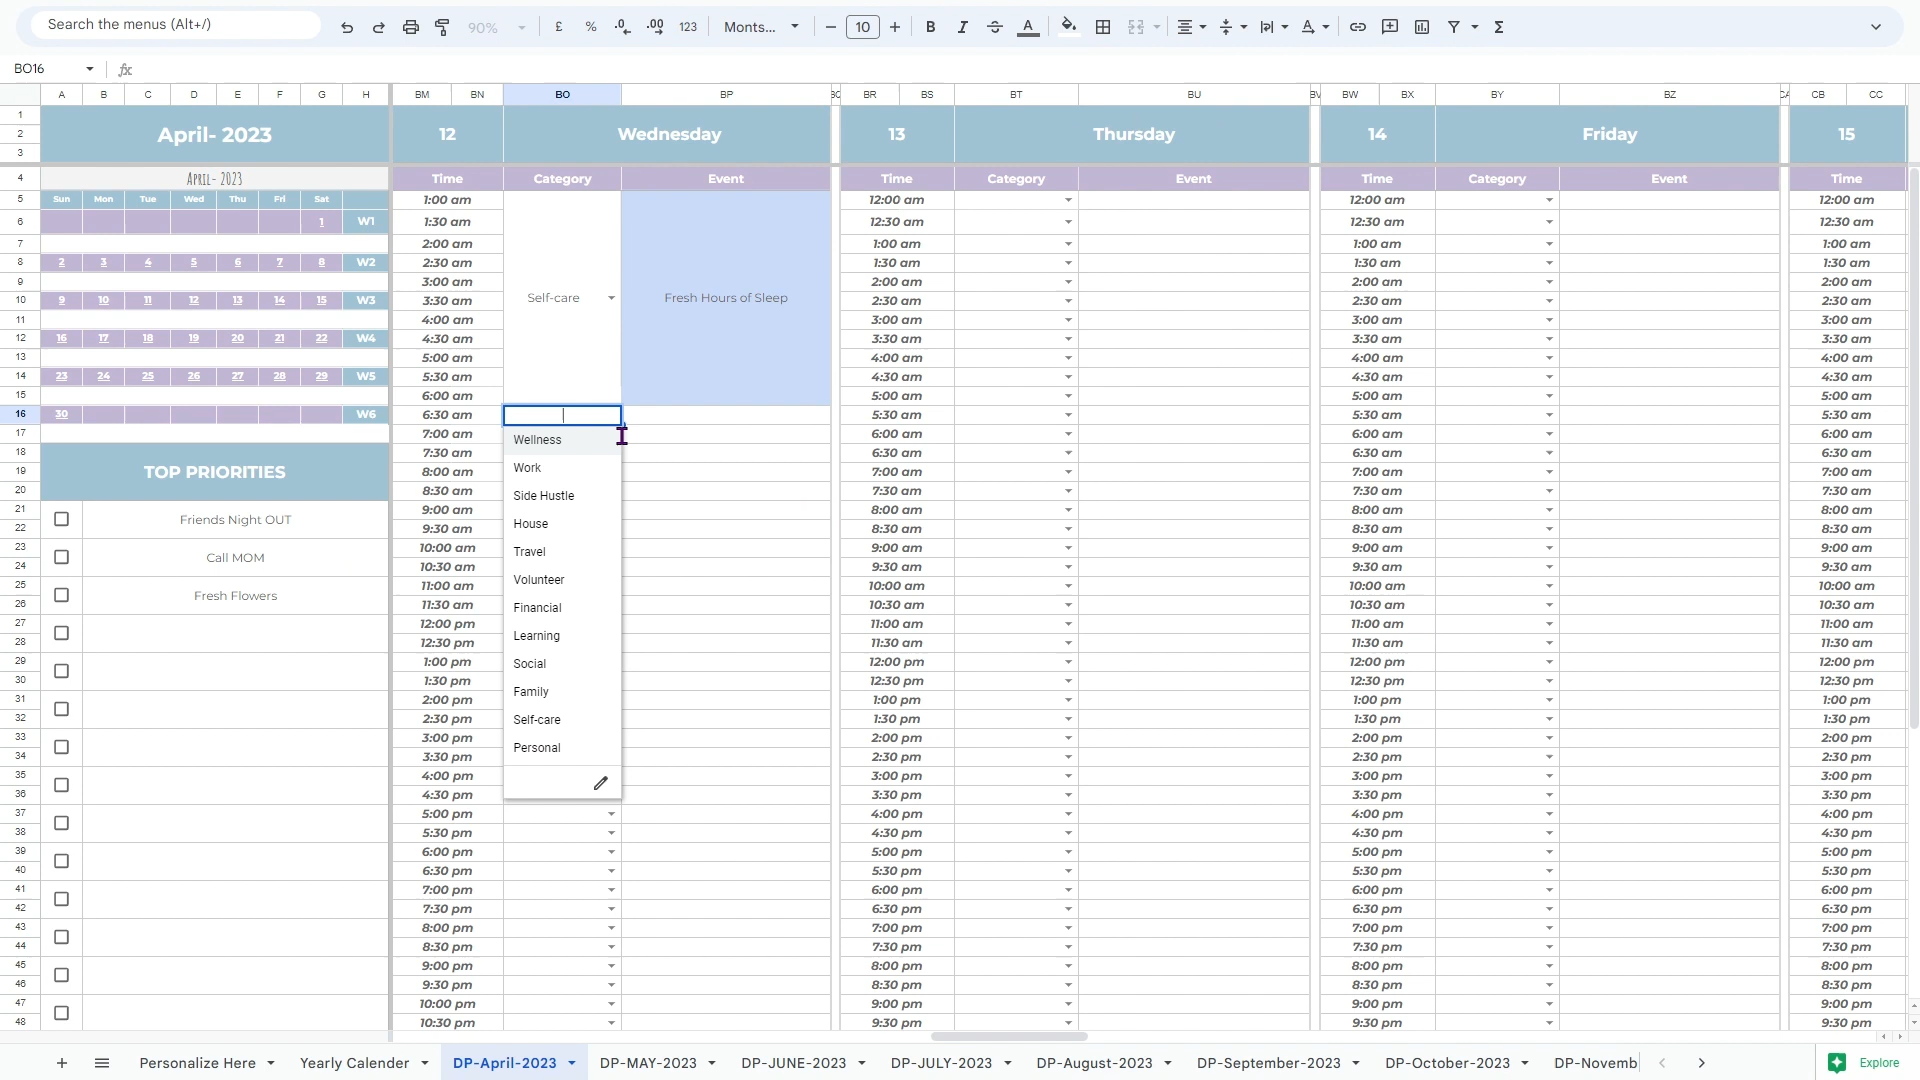 Search the menus (Alt+/)
90%
£ % .0 .00 123 Monts... 10 B I A
BO16
fx
A B C D E F G H BM BN BO BP BR BS BT BU BW BX BY BZ CB CC
April- 2023 12 Wednesday 13 Thursday 14 Friday 15
April- 2023
Time Category Event Time Category Event Time Category Event Time
Sun Mon Tue Wed Thu Fri Sat
1 W1
2 3 4 5 6 7 8 W2
9 10 11 12 13 14 15 W3
16 17 18 19 20 21 22 W4
23 24 25 26 27 28 29 W5
30 W6
TOP PRIORITIES
Friends Night OUT
Call MOM
Fresh Flowers
1 2 3 4 5 6 7 8 9 10 11 12 13 14 15 16 17 18 19 20 21 22 23 24 25 26 27 28 29 30 31 32 33 34 35 36 37 38 39 40 41 42 43 44 45 46 47 48
1:00 am 12:00 am 12:00 am 12:00 am
1:30 am 12:30 am 12:30 am 12:30 am
2:00 am 1:00 am 1:00 am 1:00 am
2:30 am 1:30 am 1:30 am 1:30 am
3:00 am 2:00 am 2:00 am 2:00 am
3:30 am Self-care Fresh Hours of Sleep 2:30 am 2:30 am 2:30 am
4:00 am 3:00 am 3:00 am 3:00 am
4:30 am 3:30 am 3:30 am 3:30 am
5:00 am 4:00 am 4:00 am 4:00 am
5:30 am 4:30 am 4:30 am 4:30 am
6:00 am 5:00 am 5:00 am 5:00 am
6:30 am 5:30 am 5:30 am 5:30 am
7:00 am 6:00 am 6:00 am 6:00 am
7:30 am 6:30 am 6:30 am 6:30 am
8:00 am 7:00 am 7:00 am 7:00 am
8:30 am 7:30 am 7:30 am 7:30 am
9:00 am 8:00 am 8:00 am 8:00 am
9:30 am 8:30 am 8:30 am 8:30 am
10:00 am 9:00 am 9:00 am 9:00 am
10:30 am 9:30 am 9:30 am 9:30 am
11:00 am 10:00 am 10:00 am 10:00 am
11:30 am 10:30 am 10:30 am 10:30 am
12:00 pm 11:00 am 11:00 am 11:00 am
12:30 pm 11:30 am 11:30 am 11:30 am
1:00 pm 12:00 pm 12:00 pm 12:00 pm
1:30 pm 12:30 pm 12:30 pm 12:30 pm
2:00 pm 1:00 pm 1:00 pm 1:00 pm
2:30 pm 1:30 pm 1:30 pm 1:30 pm
3:00 pm 2:00 pm 2:00 pm 2:00 pm
3:30 pm 2:30 pm 2:30 pm 2:30 pm
4:00 pm 3:00 pm 3:00 pm 3:00 pm
4:30 pm 3:30 pm 3:30 pm 3:30 pm
5:00 pm 4:00 pm 4:00 pm 4:00 pm
5:30 pm 4:30 pm 4:30 pm 4:30 pm
6:00 pm 5:00 pm 5:00 pm 5:00 pm
6:30 pm 5:30 pm 5:30 pm 5:30 pm
7:00 pm 6:00 pm 6:00 pm 6:00 pm
7:30 pm 6:30 pm 6:30 pm 6:30 pm
8:00 pm 7:00 pm 7:00 pm 7:00 pm
8:30 pm 7:30 pm 7:30 pm 7:30 pm
9:00 pm 8:00 pm 8:00 pm 8:00 pm
9:30 pm 8:30 pm 8:30 pm 8:30 pm
10:00 pm 9:00 pm 9:00 pm 9:00 pm
10:30 pm 9:30 pm 9:30 pm 9:30 pm
Wellness
Work
Side Hustle
House
Travel
Volunteer
Financial
Learning
Social
Family
Self-care
Personal
Personalize Here Yearly Calender DP-April-2023 DP-MAY-2023 DP-JUNE-2023 DP-JULY-2023 DP-August-2023 DP-September-2023 DP-October-2023 DP-Novemb Explore